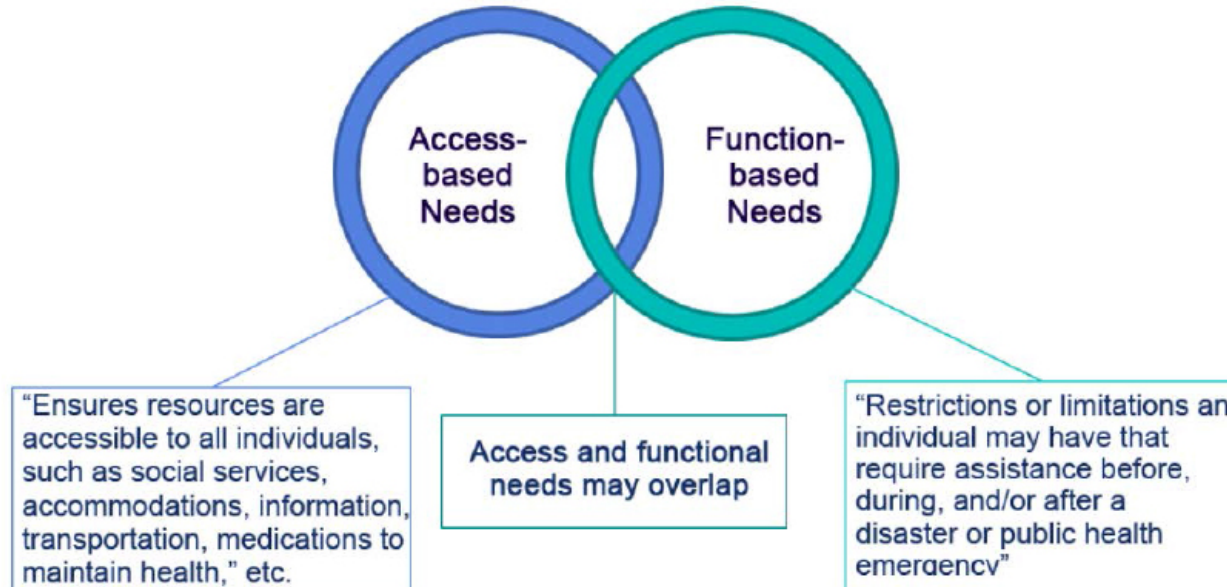 Access-
based
Needs
Function-
based
Needs
“Ensures resources are
accessible to all individuals,
such as social services,
accommodations, information,
transportation, medications to
maintain health,” etc.
Access and functional
needs may overlap
“Restrictions or limitations an
individual may have that
require assistance before,
during, and/or after a
disaster or public health
emergency”